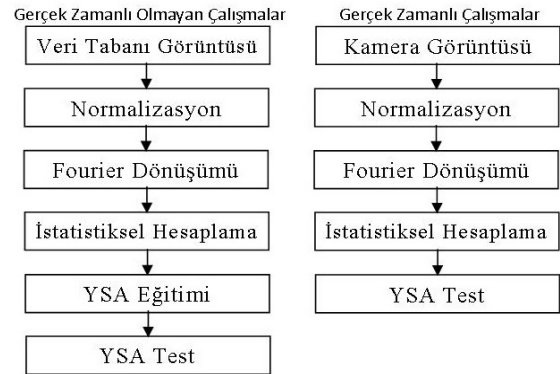 Gerçek Zamanlı Olmayan Çalışmalar
Veri Tabanı Görüntüsü
Normalizasyon
Fourier Dönüşümü
İstatistiksel Hesaplama
YSA Eğitimi
YSA Test
Gerçek Zamanlı Çalışmalar
Kamera Görüntüsü
Normalizasyon
Fourier Dönüşümü
İstatistiksel Hesaplama
YSA Test